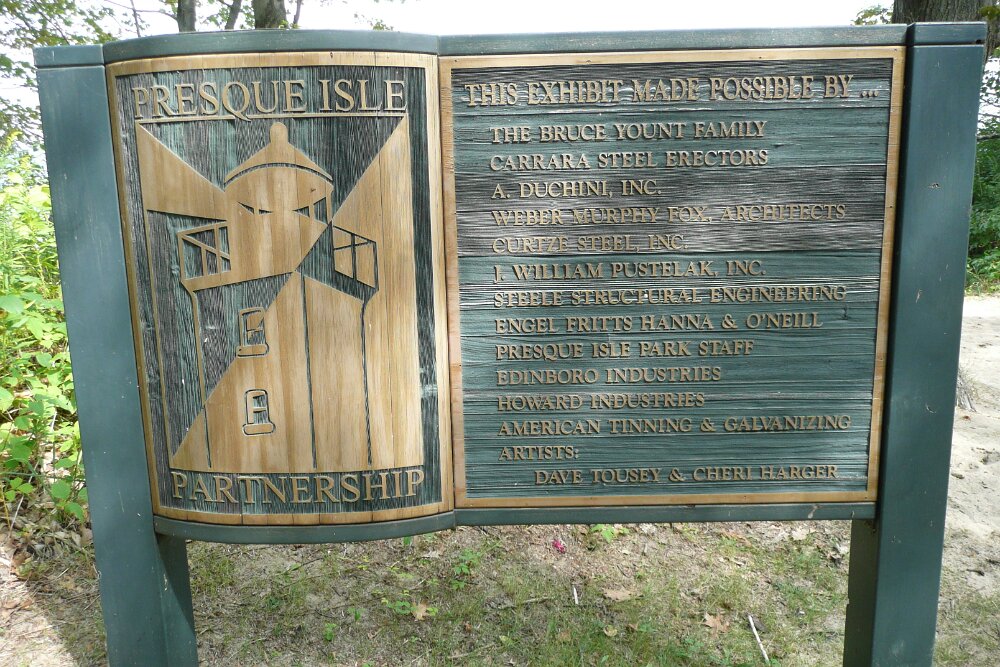 PRESQUE ISLE
PARTNERSHIP
THIS EXHIBIT MADE POSSIBLE BY ...
THE BRUCE YOUNT FAMILY
CARRARA STEEL ERECTORS
A. DUCHINI, INC.
WEBER MURPHY FOX, ARCHITECTS
CURTZE STEEL, INC.
J. WILLIAM PUSTELAK, INC.
STEELE STRUCTURAL ENGINEERING
ENGEL FRITTS HANNA & O'NEILL
PRESQUE ISLE PARK STAFF
EDINBORO INDUSTRIES
HOWARD INDUSTRIES
AMERICAN TINNING & GALVANIZING
ARTISTS:
DAVE TOUSEY & CHERI HARGER